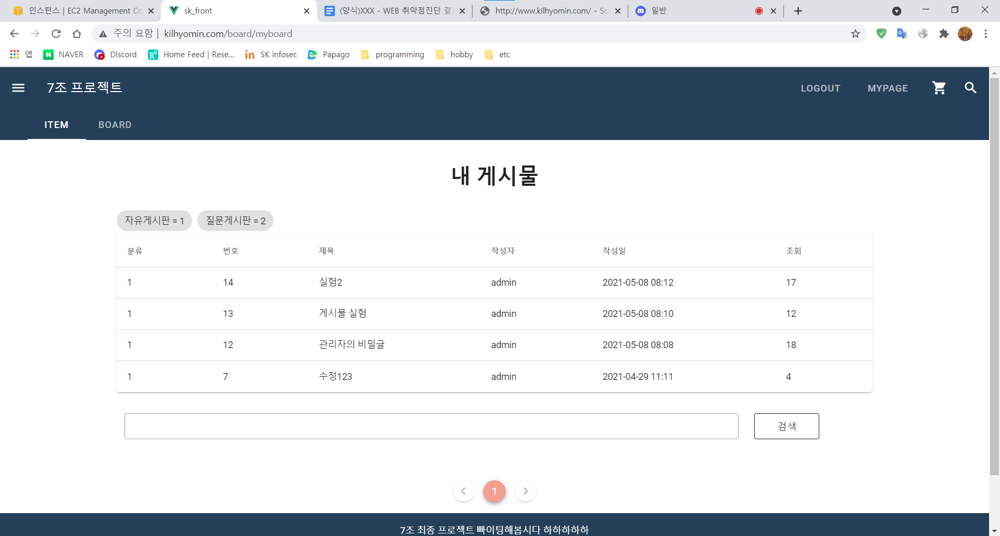 인스턴스 | EC2 Management Co
sk_front
(양식)XXX - WEB 취약점진단 결
http://www.kilhyomin.com/ - Sc
일반
주의 요함 | kilhyomin.com/board/myboard
앱 NAVER Discord Home Feed | Rese... SK infosec Papago programming hobby etc
7조 프로젝트
LOGOUT MYPAGE
ITEM BOARD
내 게시물
자유게시판 = 1 질문게시판 = 2
분류 번호 제목 작성자 작성일 조회
1 14 실험2 admin 2021-05-08 08:12 17
1 13 게시물 실험 admin 2021-05-08 08:10 12
1 12 관리자의 비밀글 admin 2021-05-08 08:08 18
1 7 수정123 admin 2021-04-29 11:11 4
검색
1
7조 최종 프로젝트 빠이팅해봅시다 하하하하하